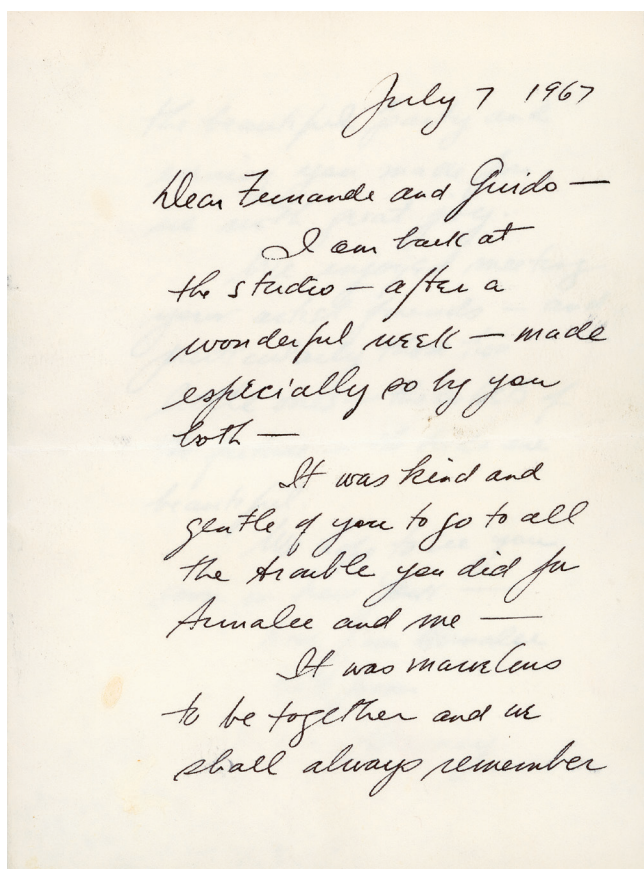 July 7 1967
Dear Fernande and Guido —
I am back at
the studio — after a
wonderful week — made
especially so by you
both —
It was kind and
gentle of you to go to all
the trouble you did for
Annalee and me —
It was marvelous
to be together and we
shall always remember